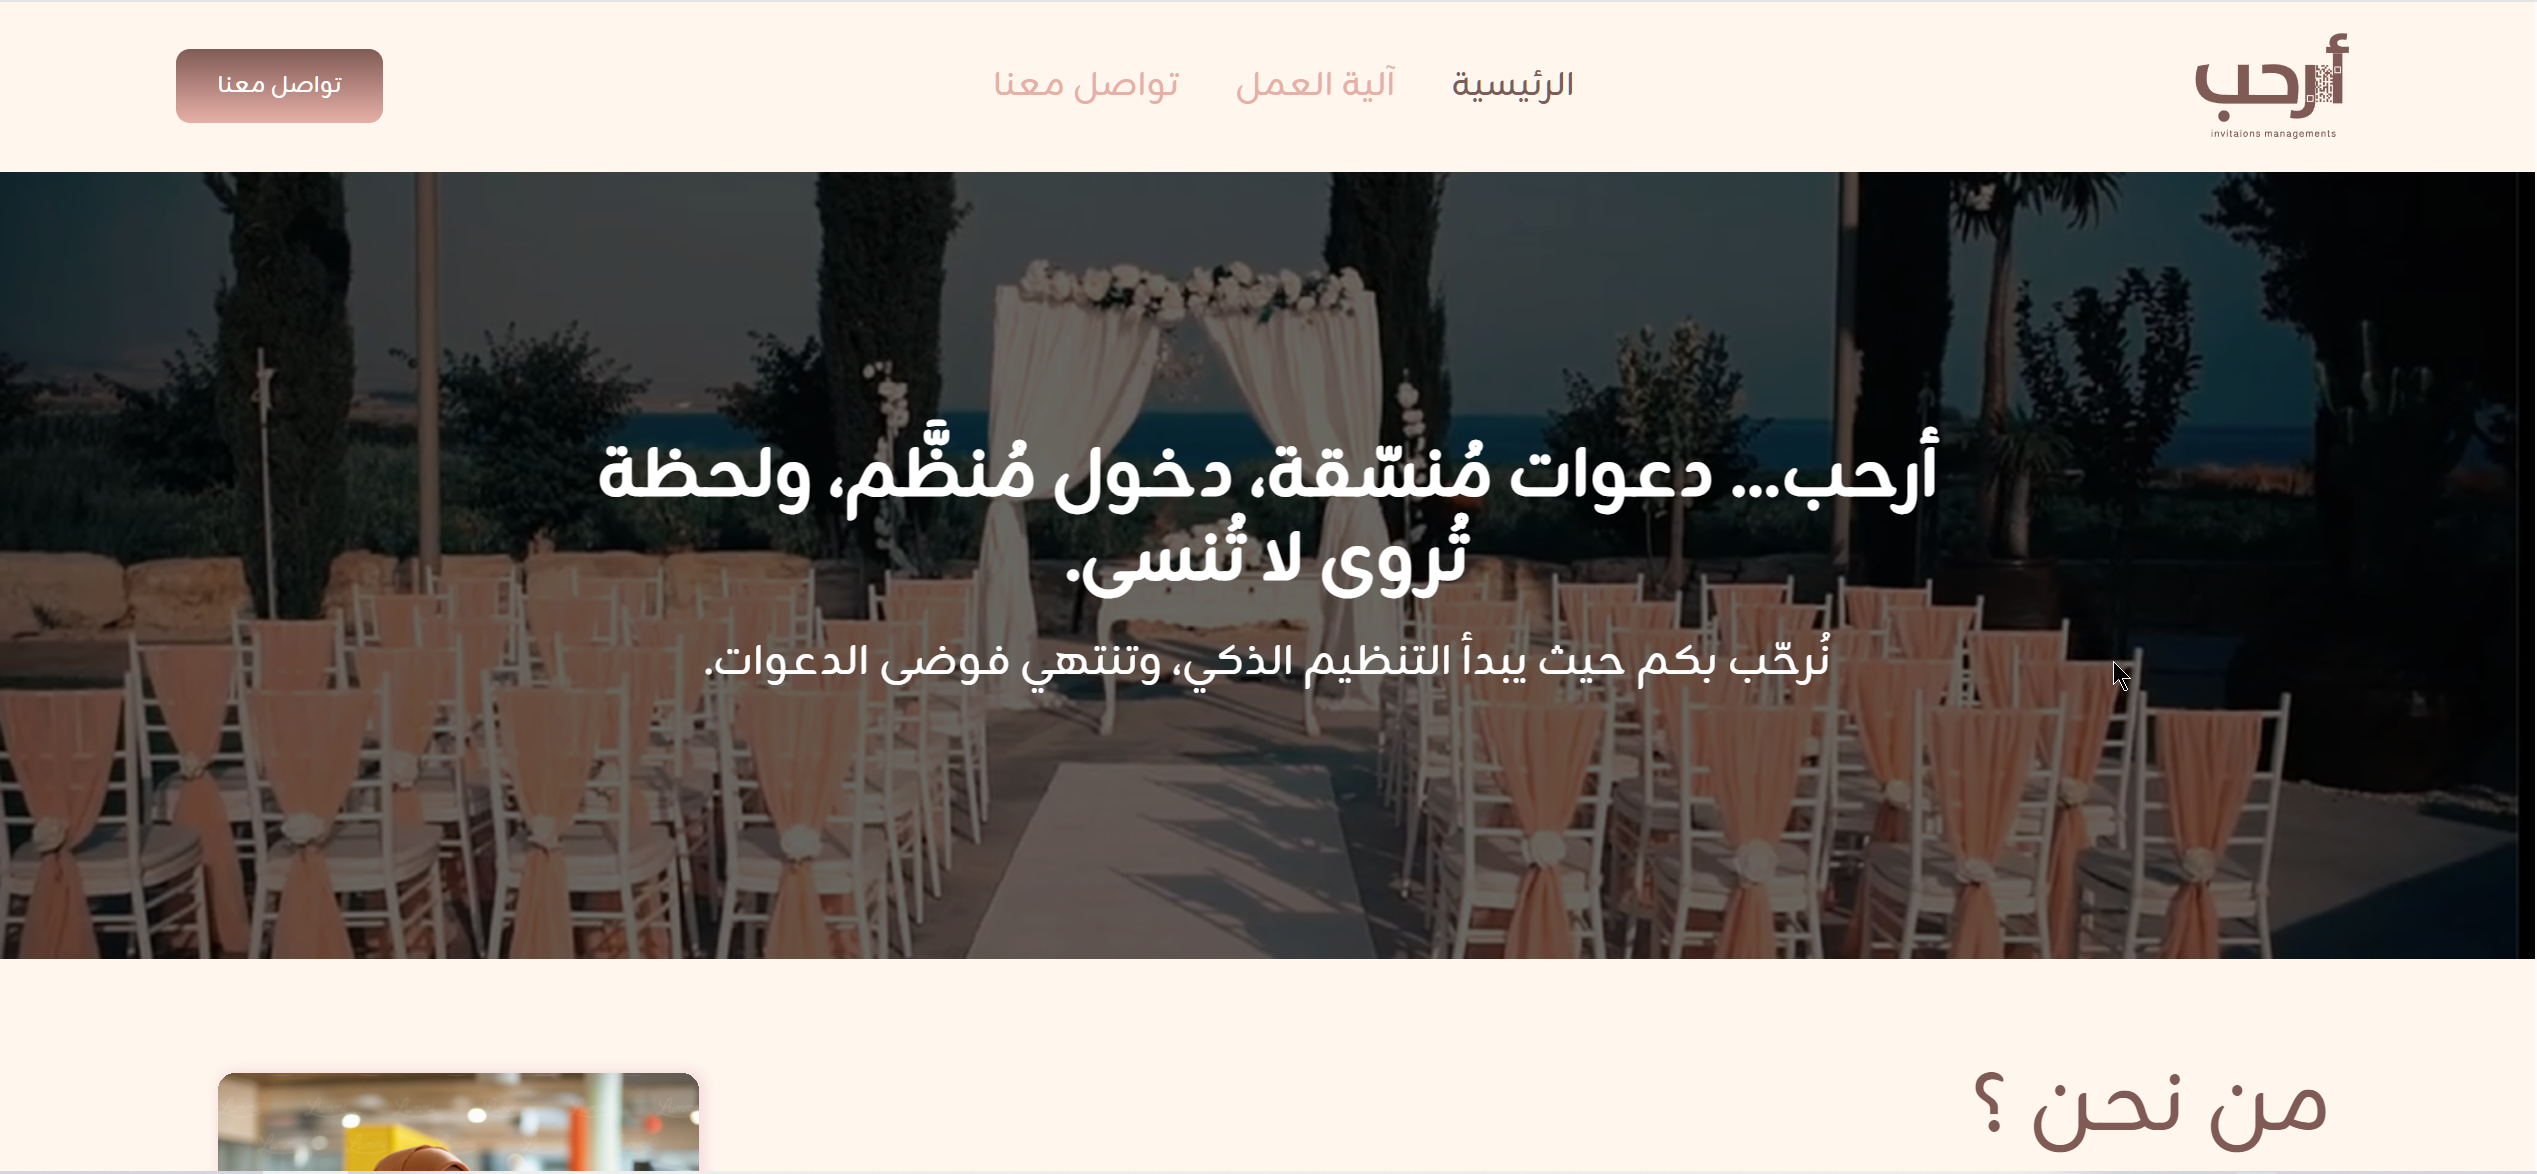 أرحب
invitaions managements
الرئيسية
آلية العمل
تواصل معنا
تواصل معنا
أرحب... دعوات مُنسّقة، دخول مُنظَّم، ولحظة
تُروى لا تُنسى.
نُرحّب بكم حيث يبدأ التنظيم الذكي، وتنتهي فوضى الدعوات.
من نحن ؟